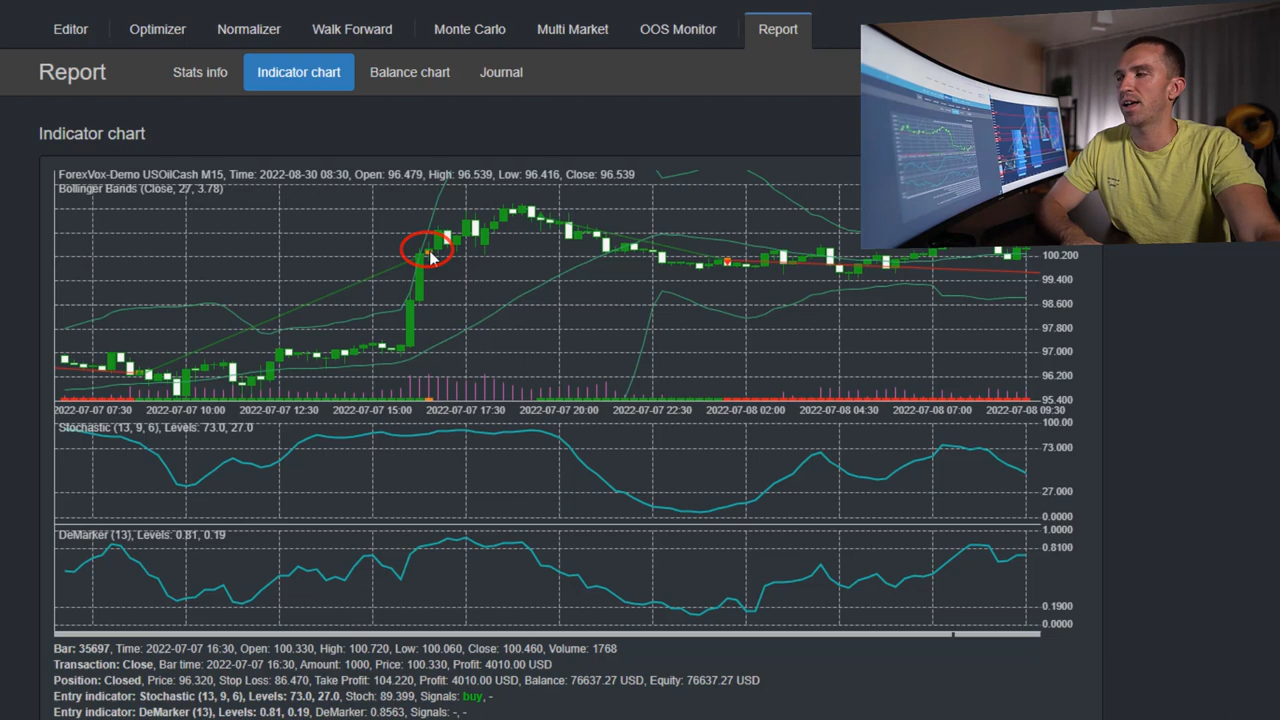 Editor Optimizer Normalizer Walk Forward Monte Carlo Multi Market OOS Monitor Report
Report Stats info Indicator chart Balance chart Journal
Indicator chart
ForexVox-Demo USOilCash M15, Time: 2022-08-30 08:30, Open: 96.479, High: 96.539, Low: 96.416, Close: 96.539
Bollinger Bands (Close, 27, 3.78)
100.200
99.400
98.600
97.800
97.000
96.200
95.400
2022-07-07 07:30 2022-07-07 10:00 2022-07-07 12:30 2022-07-07 15:00 2022-07-07 17:30 2022-07-07 20:00 2022-07-07 22:30 2022-07-08 02:00 2022-07-08 04:30 2022-07-08 07:00 2022-07-08 09:30
Stochastic (13, 9, 6), Levels: 73.0, 27.0
100.00
73.000
27.000
0.0000
DeMarker (13), Levels: 0.81, 0.19
1.0000
0.8100
0.1900
0.0000
Bar: 35697, Time: 2022-07-07 16:30, Open: 100.330, High: 100.720, Low: 100.060, Close: 100.460, Volume: 1768
Transaction: Close, Bar time: 2022-07-07 16:30, Amount: 1000, Price: 100.330, Profit: 4010.00 USD
Position: Closed, Price: 96.320, Stop Loss: 86.470, Take Profit: 104.220, Profit: 4010.00 USD, Balance: 76637.27 USD, Equity: 76637.27 USD
Entry indicator: Stochastic (13, 9, 6), Levels: 73.0, 27.0, Stoch: 89.399, Signals: buy, -
Entry indicator: DeMarker (13), Levels: 0.81, 0.19, DeMarker: 0.8563, Signals: -, -